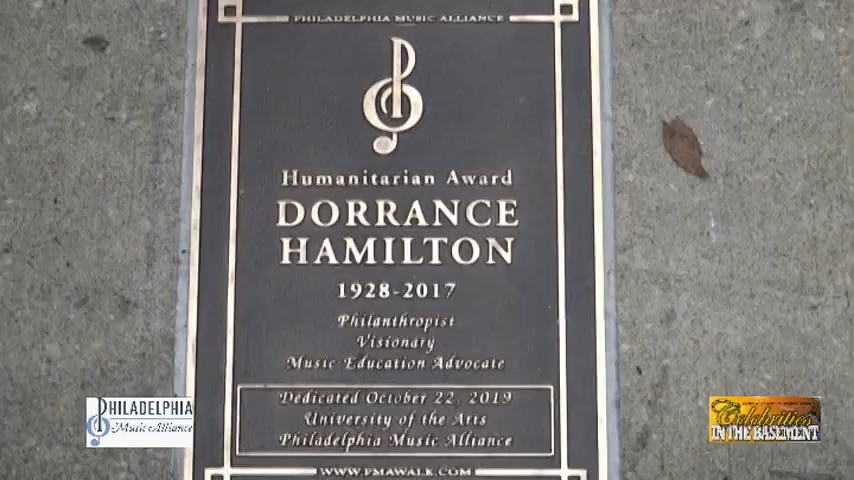 PHILADELPHIA MUSIC ALLIANCE
Humanitarian Award
DORRANCE
HAMILTON
1928-2017
Philanthropist
Visionary
Music Education Advocate
Dedicated October 22, 2019
University of the Arts
Philadelphia Music Alliance
WWW.PMAWALK.COM
PHILADELPHIA
Music Alliance
Celebrities
IN THE BASEMENT